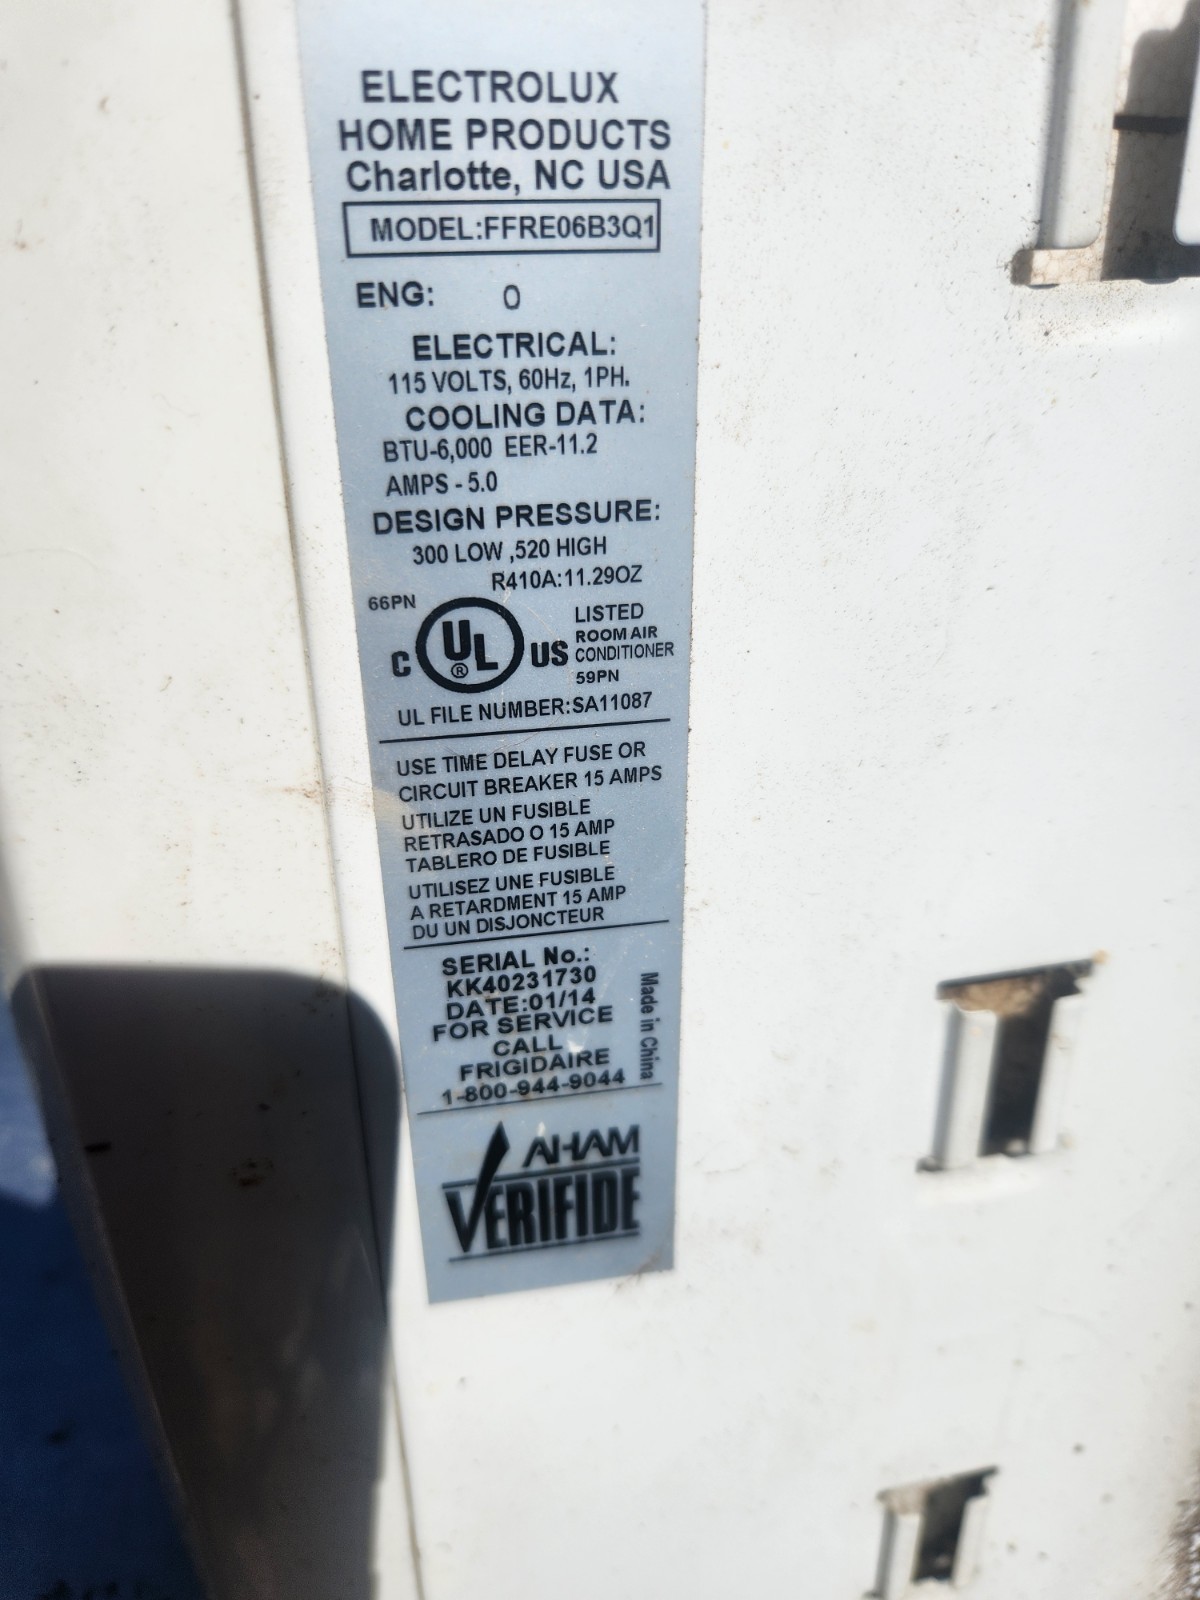 ELECTROLUX
HOME PRODUCTS
Charlotte, NC USA
MODEL:FFRE06B3Q1
ENG: 0
ELECTRICAL:
115 VOLTS, 60Hz, 1PH.
COOLING DATA:
BTU-6,000 EER-11.2
AMPS - 5.0
DESIGN PRESSURE:
300 LOW ,520 HIGH
R410A:11.29OZ
66PN
C UL ® US
LISTED
ROOM AIR
CONDITIONER
59PN
UL FILE NUMBER:SA11087
USE TIME DELAY FUSE OR
CIRCUIT BREAKER 15 AMPS
UTILIZE UN FUSIBLE
RETRASADO O 15 AMP
TABLERO DE FUSIBLE
UTILISEZ UNE FUSIBLE
A RETARDMENT 15 AMP
DU UN DISJONCTEUR
SERIAL No.:
KK40231730
DATE:01/14
FOR SERVICE
CALL
FRIGIDAIRE
1-800-944-9044
Made in China
AHAM
VERIFIDE